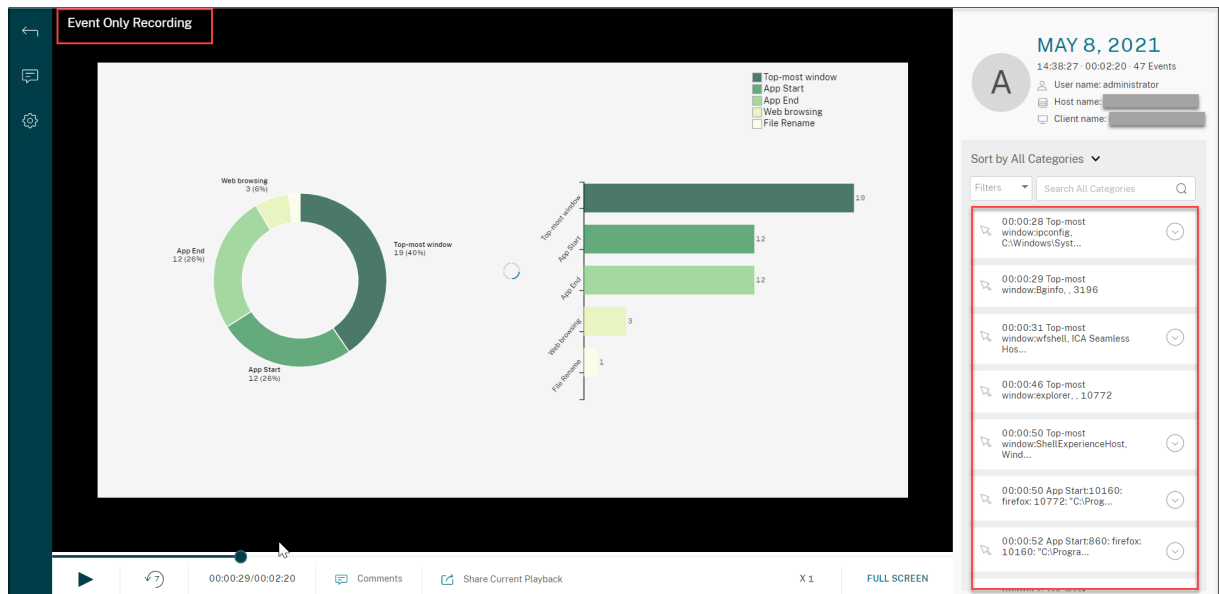 Event Only Recording
Top-most window
App Start
App End
Web browsing
File Rename
Web browsing
3 (6%)
App End
12 (26%)
Top-most window
19 (40%)
App Start
12 (26%)
Top-most window
19
App Start
12
App End
12
Web browsing
3
File Rename
1
7
00:00:29/00:02:20
Comments
Share Current Playback
X 1
FULL SCREEN
A
MAY 8, 2021
14:38:27 · 00:02:20 · 47 Events
User name: administrator
Host name:
Client name:
Sort by All Categories
Filters
Search All Categories
00:00:28 Top-most
window:ipconfig,
C:\Windows\Syst...
00:00:29 Top-most
window:Bginfo, , 3196
00:00:31 Top-most
window:wfshell, ICA Seamless
Hos...
00:00:46 Top-most
window:explorer, , 10772
00:00:50 Top-most
window:ShellExperienceHost,
Wind...
00:00:50 App Start:10160:
firefox: 10772: "C:\Prog...
00:00:52 App Start:860: firefox:
10160: "C:\Progra...